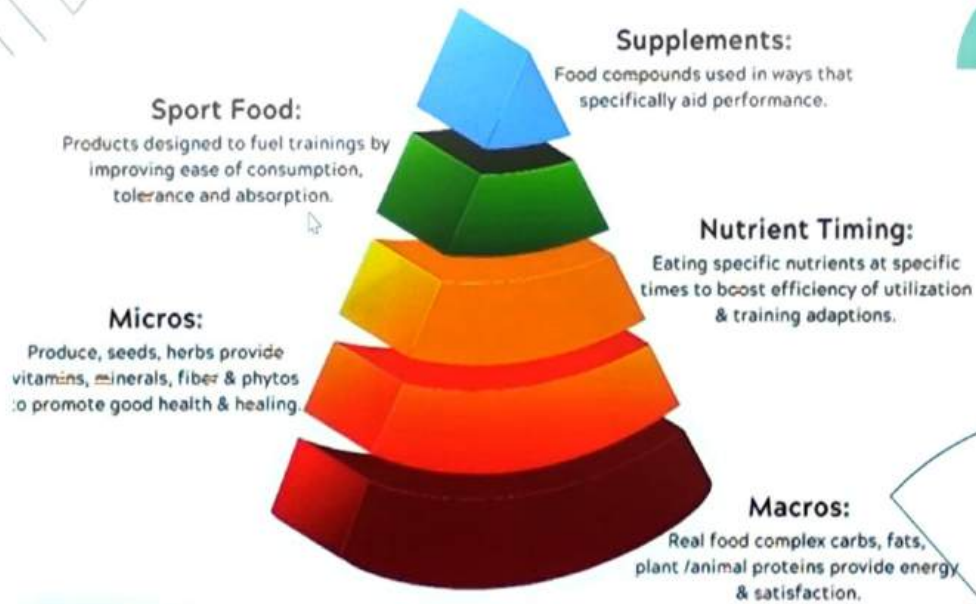 Supplements:
Food compounds used in ways that
specifically aid performance.
Sport Food:
Products designed to fuel trainings by
improving ease of consumption,
tolerance and absorption.
Nutrient Timing:
Eating specific nutrients at specific
times to boost efficiency of utilization
& training adaptions.
Micros:
Produce, seeds, herbs provide
vitamins, minerals, fiber & phytos
to promote good health & healing.
Macros:
Real food complex carbs, fats,
plant /animal proteins provide energy
& satisfaction.